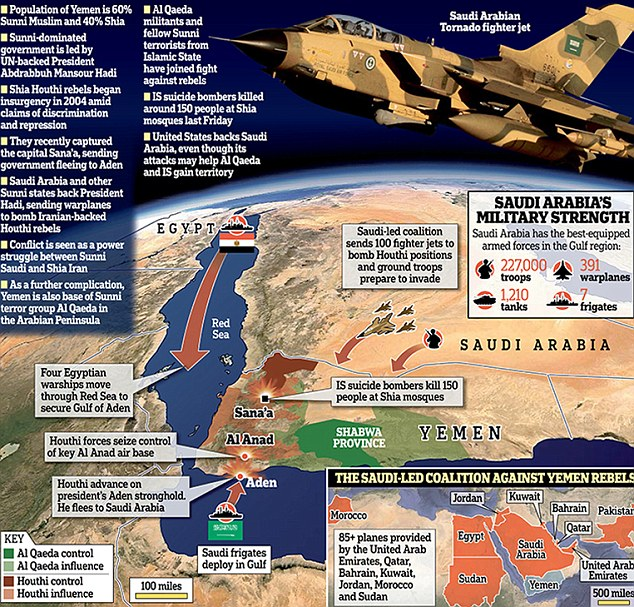 Population of Yemen is 60%
Sunni Muslim and 40% Shia
Sunni-dominated
government is led by
UN-backed President
Abdrabbuh Mansour Hadi
Shia Houthi rebels began
insurgency in 2004 amid
claims of discrimination
and repression
They recently captured
the capital Sana'a, sending
government fleeing to Aden
Saudi Arabia and other
Sunni states back President
Hadi, sending warplanes
to bomb Iranian-backed
Houthi rebels
Conflict is seen as a power
struggle between Sunni
Saudi and Shia Iran
As a further complication,
Yemen is also base of Sunni
terror group Al Qaeda in
the Arabian Peninsula
Al Qaeda
militants and
fellow Sunni
terrorists from
Islamic State
have joined fight
against rebels
IS suicide bombers killed
around 150 people at Shia
mosques last Friday
United States backs Saudi
Arabia, even though its
attacks may help Al Qaeda
and IS gain territory
Saudi Arabian
Tornado fighter jet
SAUDI ARABIA'S
MILITARY STRENGTH
Saudi Arabia has the best-equipped
armed forces in the Gulf region:
227,000
troops
391
warplanes
1,210
tanks
7
frigates
EGYPT
Saudi-led coalition
sends 100 fighter jets to
bomb Houthi positions
and ground troops
prepare to invade
Red
Sea
SAUDI ARABIA
Four Egyptian
warships move
through Red Sea to
secure Gulf of Aden
IS suicide bombers kill 150
people at Shia mosques
Sana'a
Houthi forces seize control
of key Al Anad air base
Al Anad
SHABWA
PROVINCE
YEMEN
Houthi advance on
president's Aden stronghold.
He flees to Saudi Arabia
Aden
Saudi frigates
deploy in Gulf
KEY
Al Qaeda control
Al Qaeda influence
Houthi control
Houthi influence
100 miles
THE SAUDI-LED COALITION AGAINST YEMEN REBELS
Morocco
85+ planes provided
by the United Arab
Emirates, Qatar,
Bahrain, Kuwait,
Jordan, Morocco
and Sudan
Jordan
Kuwait
Bahrain
Qatar
Pakistan
Egypt
Saudi
Arabia
United Arab
Emirates
Sudan
Yemen
500 miles